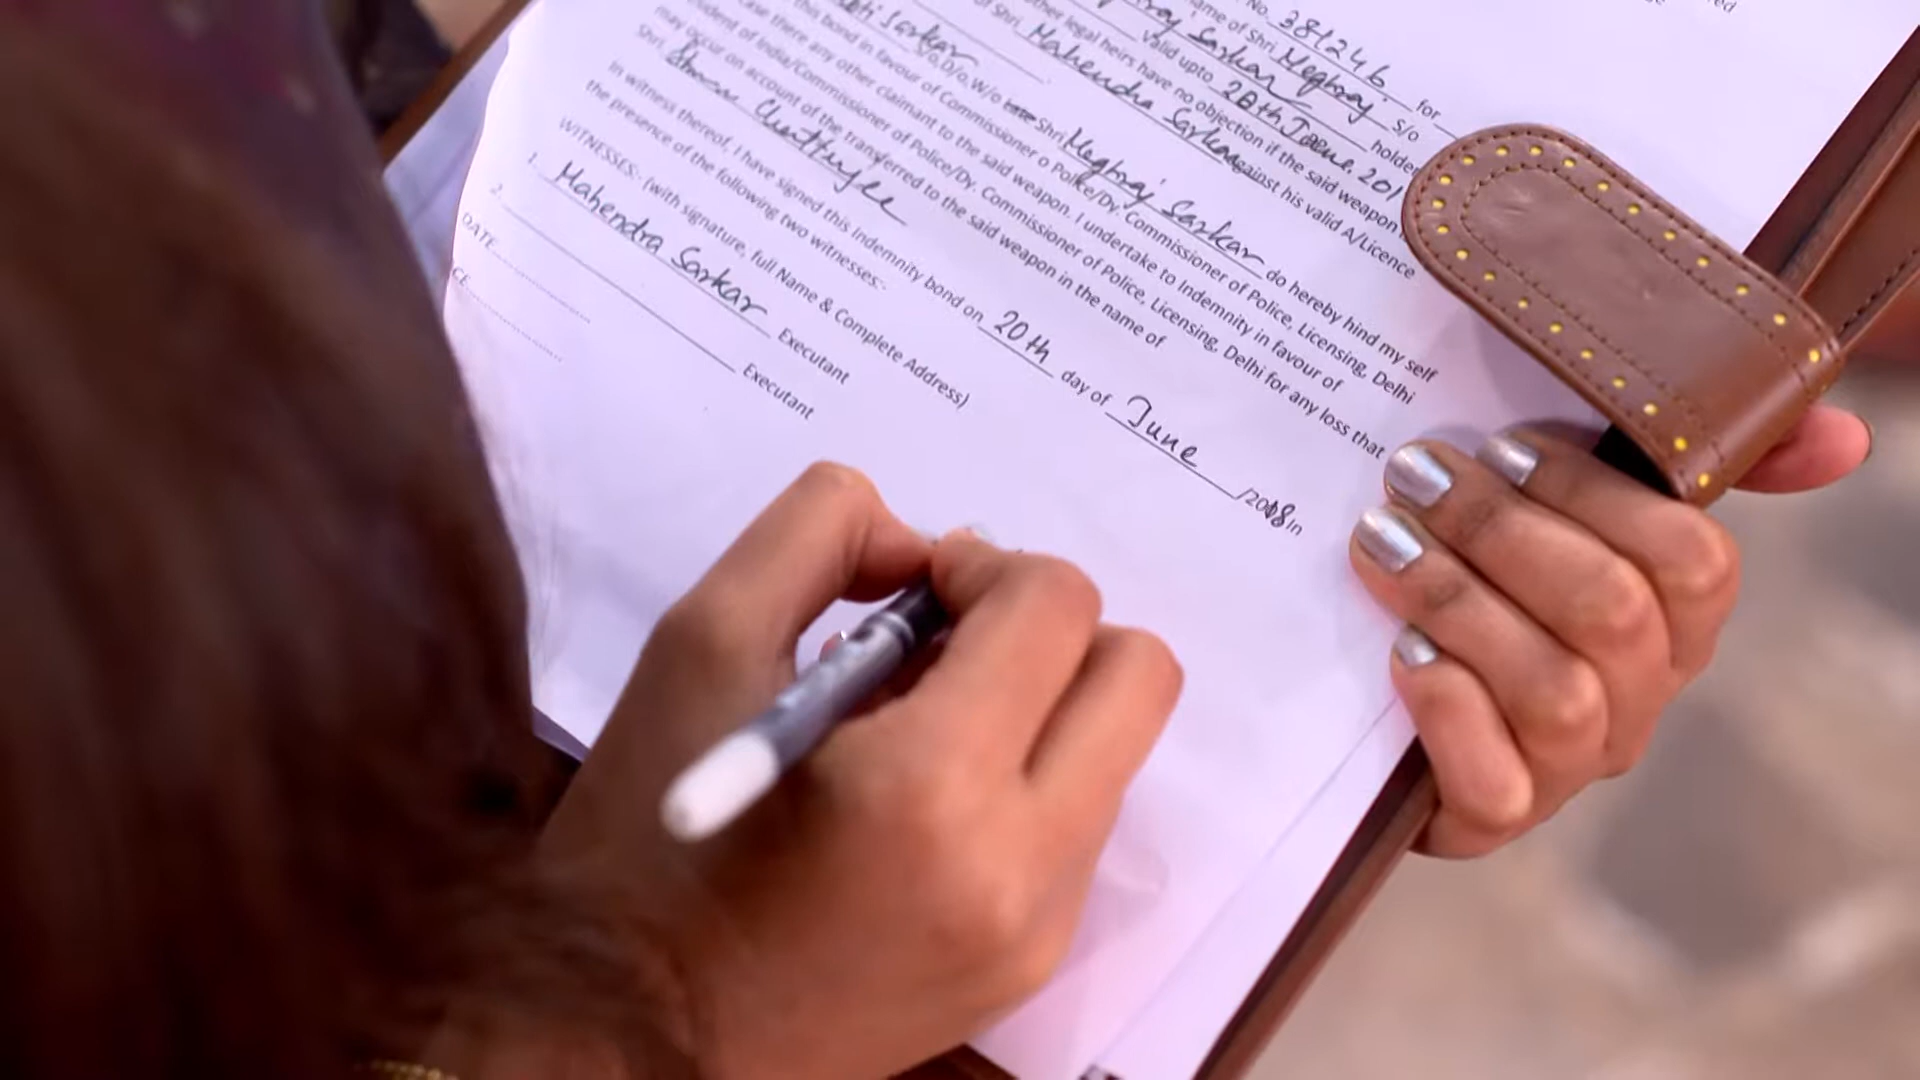 No. 381246 for
name of Shri Meghraj S/o
Meghraj Sarkar holder
valid upto 20th June, 201
other legal heirs have no objection if the said weapon
of Shri. Mahendra Sarkar against his valid A/Licence
Sarkar
S/o, D/o. W/o Shri Meghraj Sarkar do hereby hind my self
this bond in favour of Commissioner o Police/Dy. Commissioner of Police, Licensing, Delhi
case there any other claimant to the said weapon. I undertake to Indemnity in favour of
President of India/Commissioner of Police/Dy. Commissioner of Police, Licensing, Delhi for any loss that
may occur on account of the transferred to the said weapon in the name of
Shri.
In witness thereof, I have signed this Indemnity bond on 20th day of June /2018 in
the presence of the following two witnesses:-
WITNESSES:- (with signature, full Name & Complete Address)
1. Mahendra Sarkar Executant
2. Executant
DATE
CE